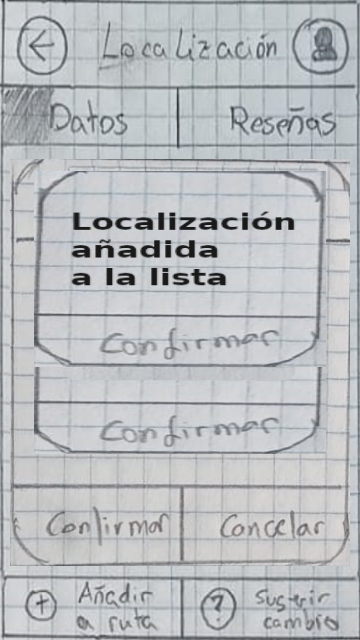 Localización
Datos
Reseñas
Localización
añadida
a la lista
Confirmar
Confirmar
Confirmar
Cancelar
Añadir
a ruta
?
Sugerir
cambio